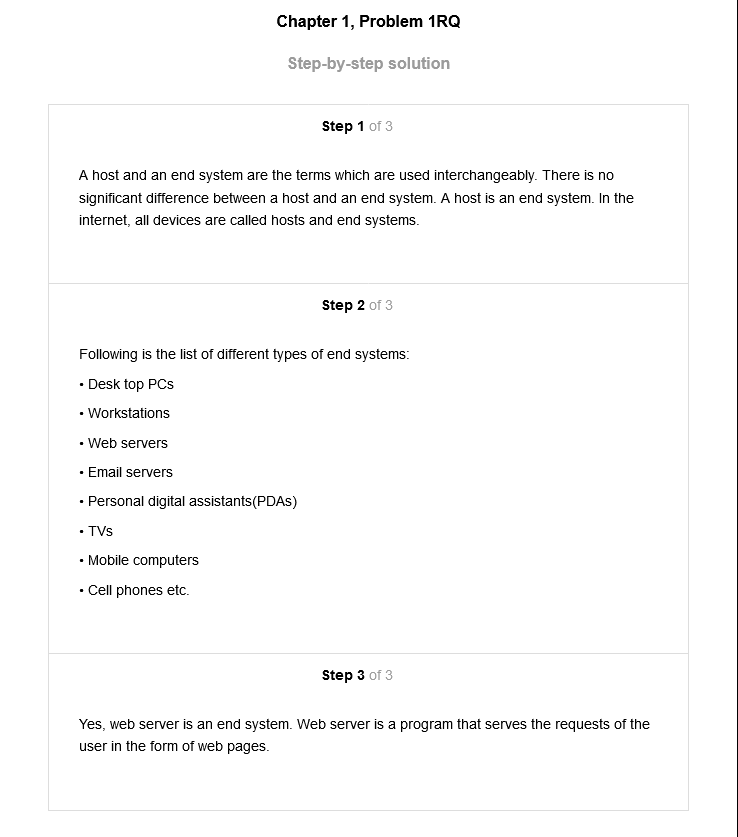 Chapter 1, Problem 1RQ
Step-by-step solution
Step 1 of 3
A host and an end system are the terms which are used interchangeably. There is no
significant difference between a host and an end system. A host is an end system. In the
internet, all devices are called hosts and end systems.
Step 2 of 3
Following is the list of different types of end systems:
• Desk top PCs
• Workstations
• Web servers
• Email servers
• Personal digital assistants(PDAs)
• TVs
• Mobile computers
• Cell phones etc.
Step 3 of 3
Yes, web server is an end system. Web server is a program that serves the requests of the
user in the form of web pages.